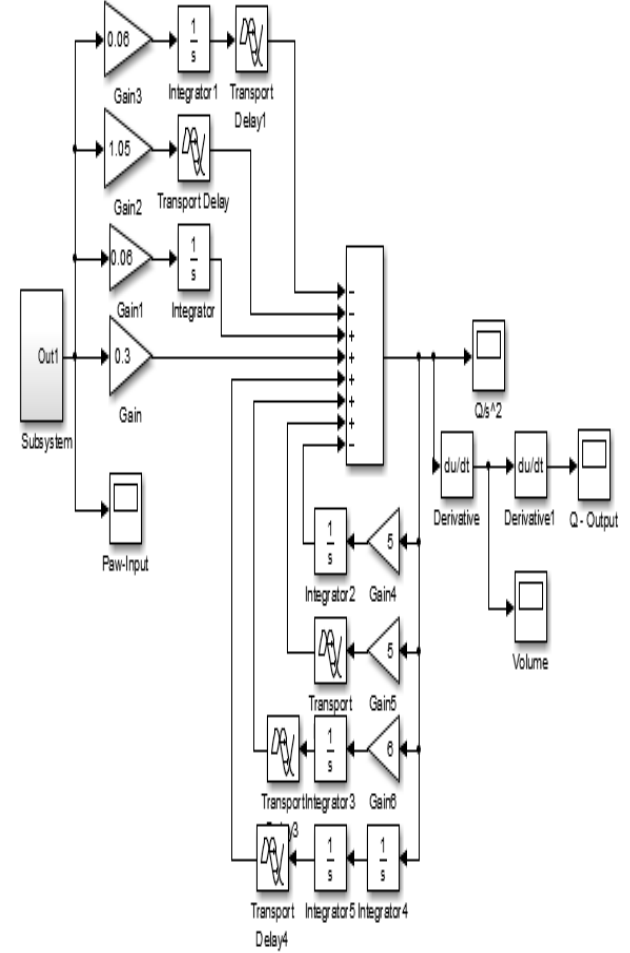 0.06
1
s
Gain3
Integrator1
Transport
Delay1
1.05
Gain2
Transport Delay
0.06
1
s
Gain1
Integrator
Out1
0.3
Subsystem
Gain
Paw-Input
−
−
+
+
+
+
+
−
Q/s^2
du/dt
du/dt
Derivative
Derivative1
Q - Output
Volume
1
s
5
Integrator2
Gain4
5
Transport
Gain5
1
s
6
Transport
Integrator3
Gain6
1
s
1
s
Transport
Delay4
Integrator5
Integrator4